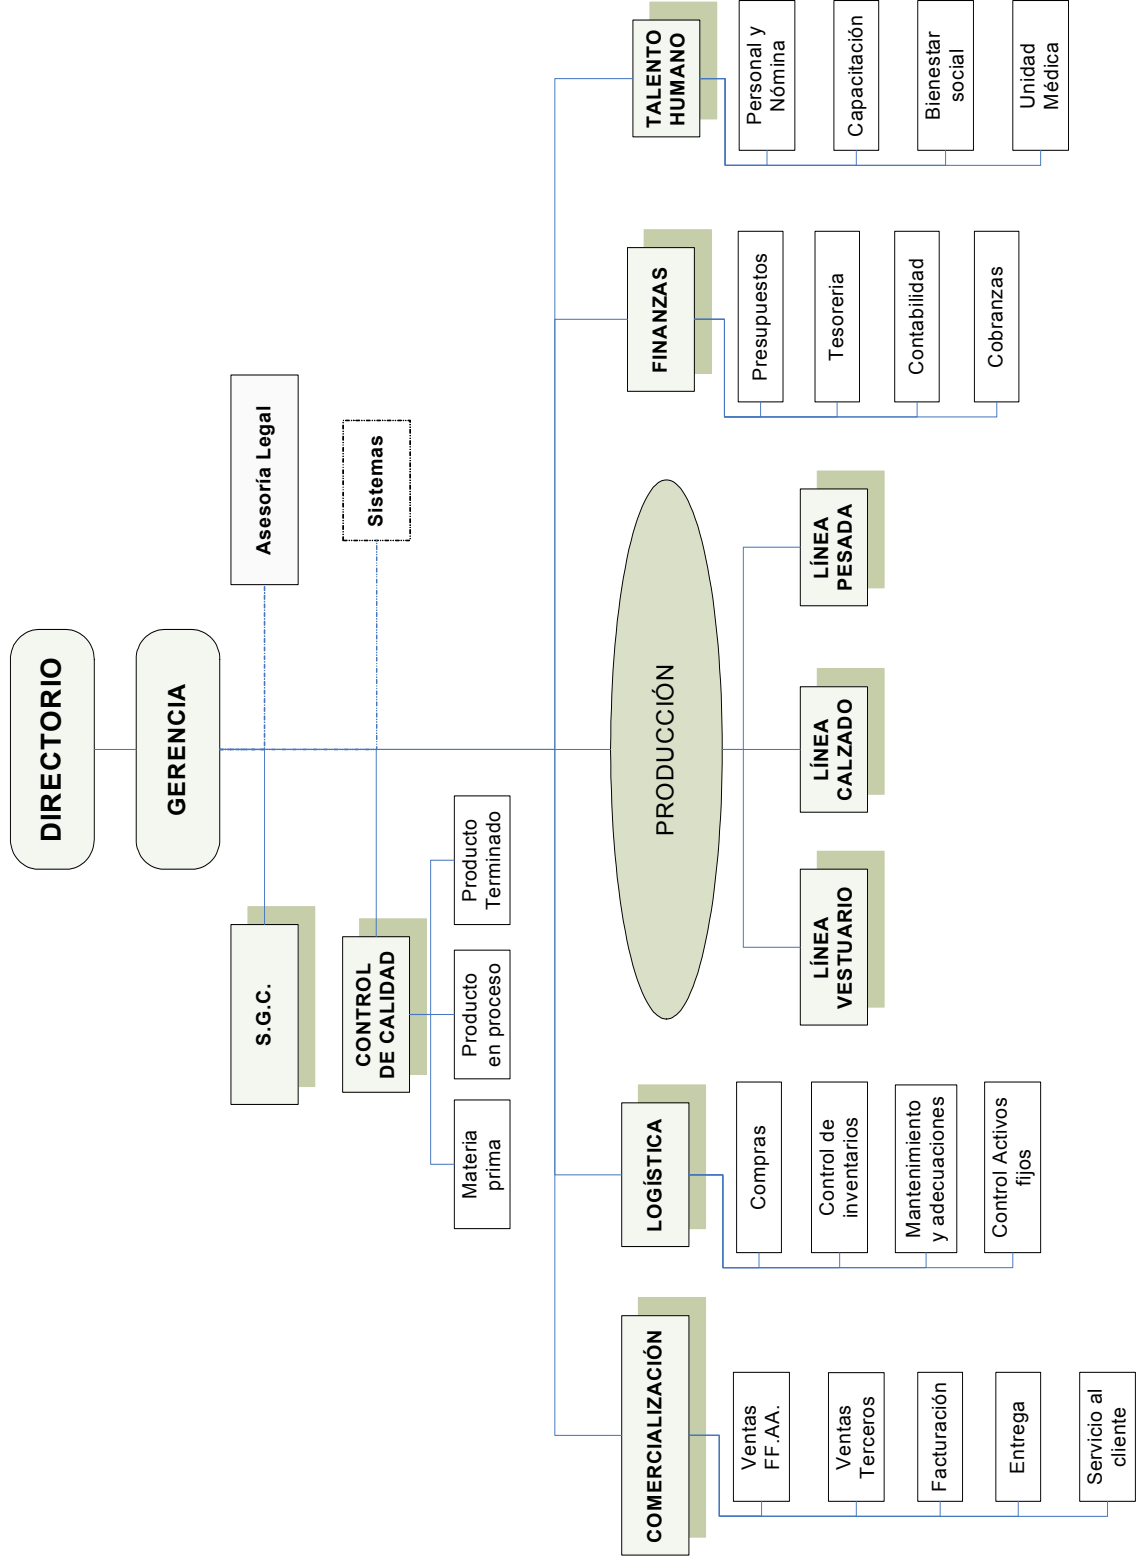 DIRECTORIO
GERENCIA
S.G.C.
Asesoría Legal
CONTROL
DE CALIDAD
Sistemas
Materia
prima
Producto
en proceso
Producto
Terminado
COMERCIALIZACIÓN
Ventas
FF.AA.
Ventas
Terceros
Facturación
Entrega
Servicio al
cliente
LOGÍSTICA
Compras
Control de
inventarios
Mantenimiento
y adecuaciones
Control Activos
fijos
PRODUCCIÓN
LÍNEA
VESTUARIO
LÍNEA
CALZADO
LÍNEA
PESADA
FINANZAS
Presupuestos
Tesoreria
Contabilidad
Cobranzas
TALENTO
HUMANO
Personal y
Nómina
Capacitación
Bienestar
social
Unidad
Médica